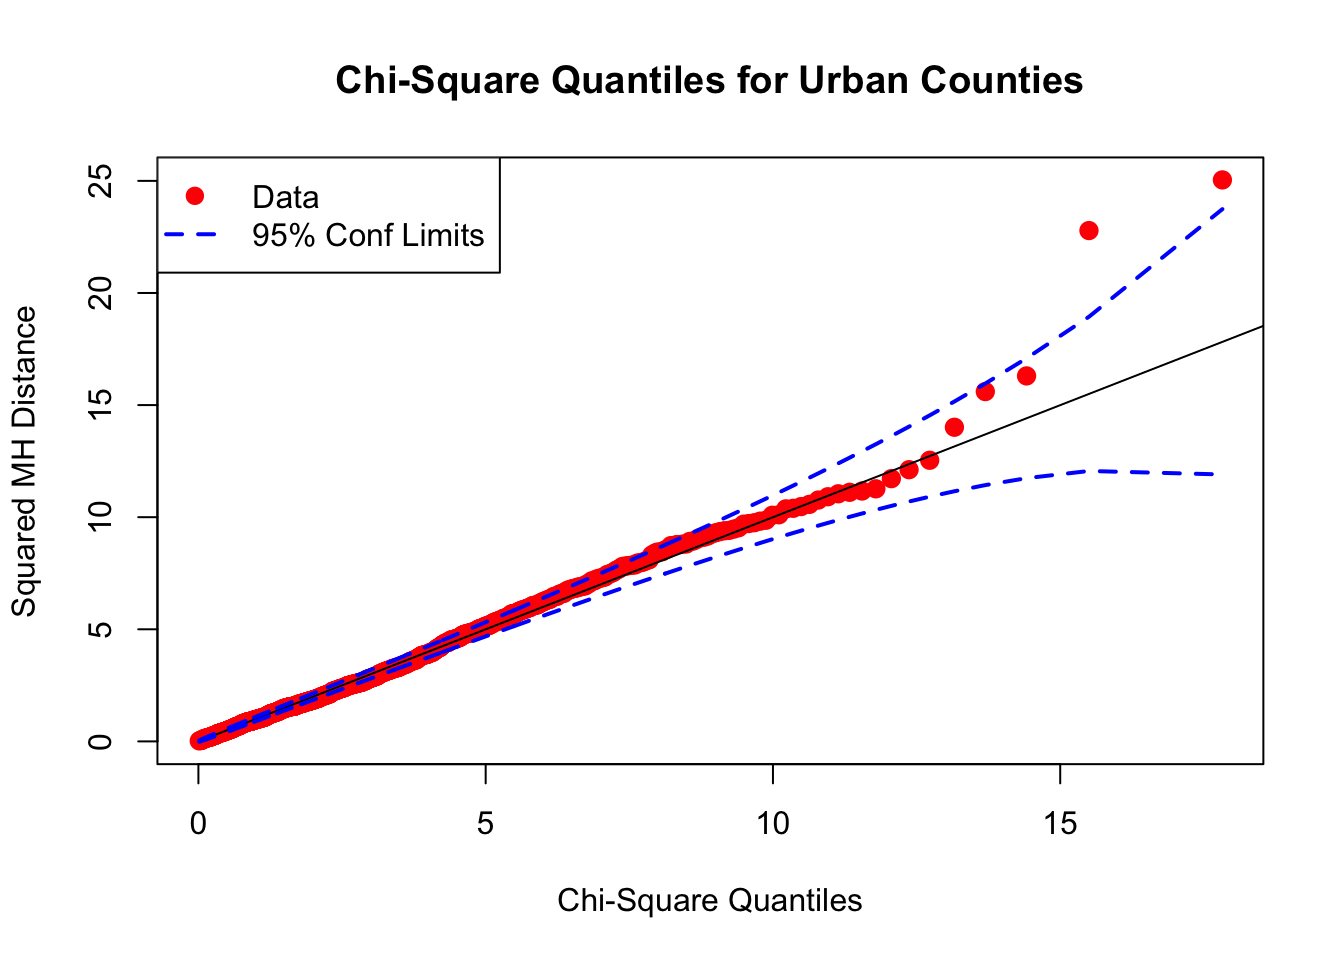 Chi-Square Quantiles for Urban Counties
Data
95% Conf Limits
Squared MH Distance
25
20
15
10
5
0
0 5 10 15
Chi-Square Quantiles